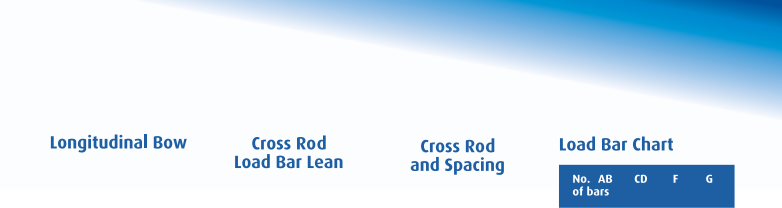 Longitudinal Bow
Cross Rod
Load Bar Lean
Cross Rod
and Spacing
Load Bar Chart
No. AB CD F G
of bars